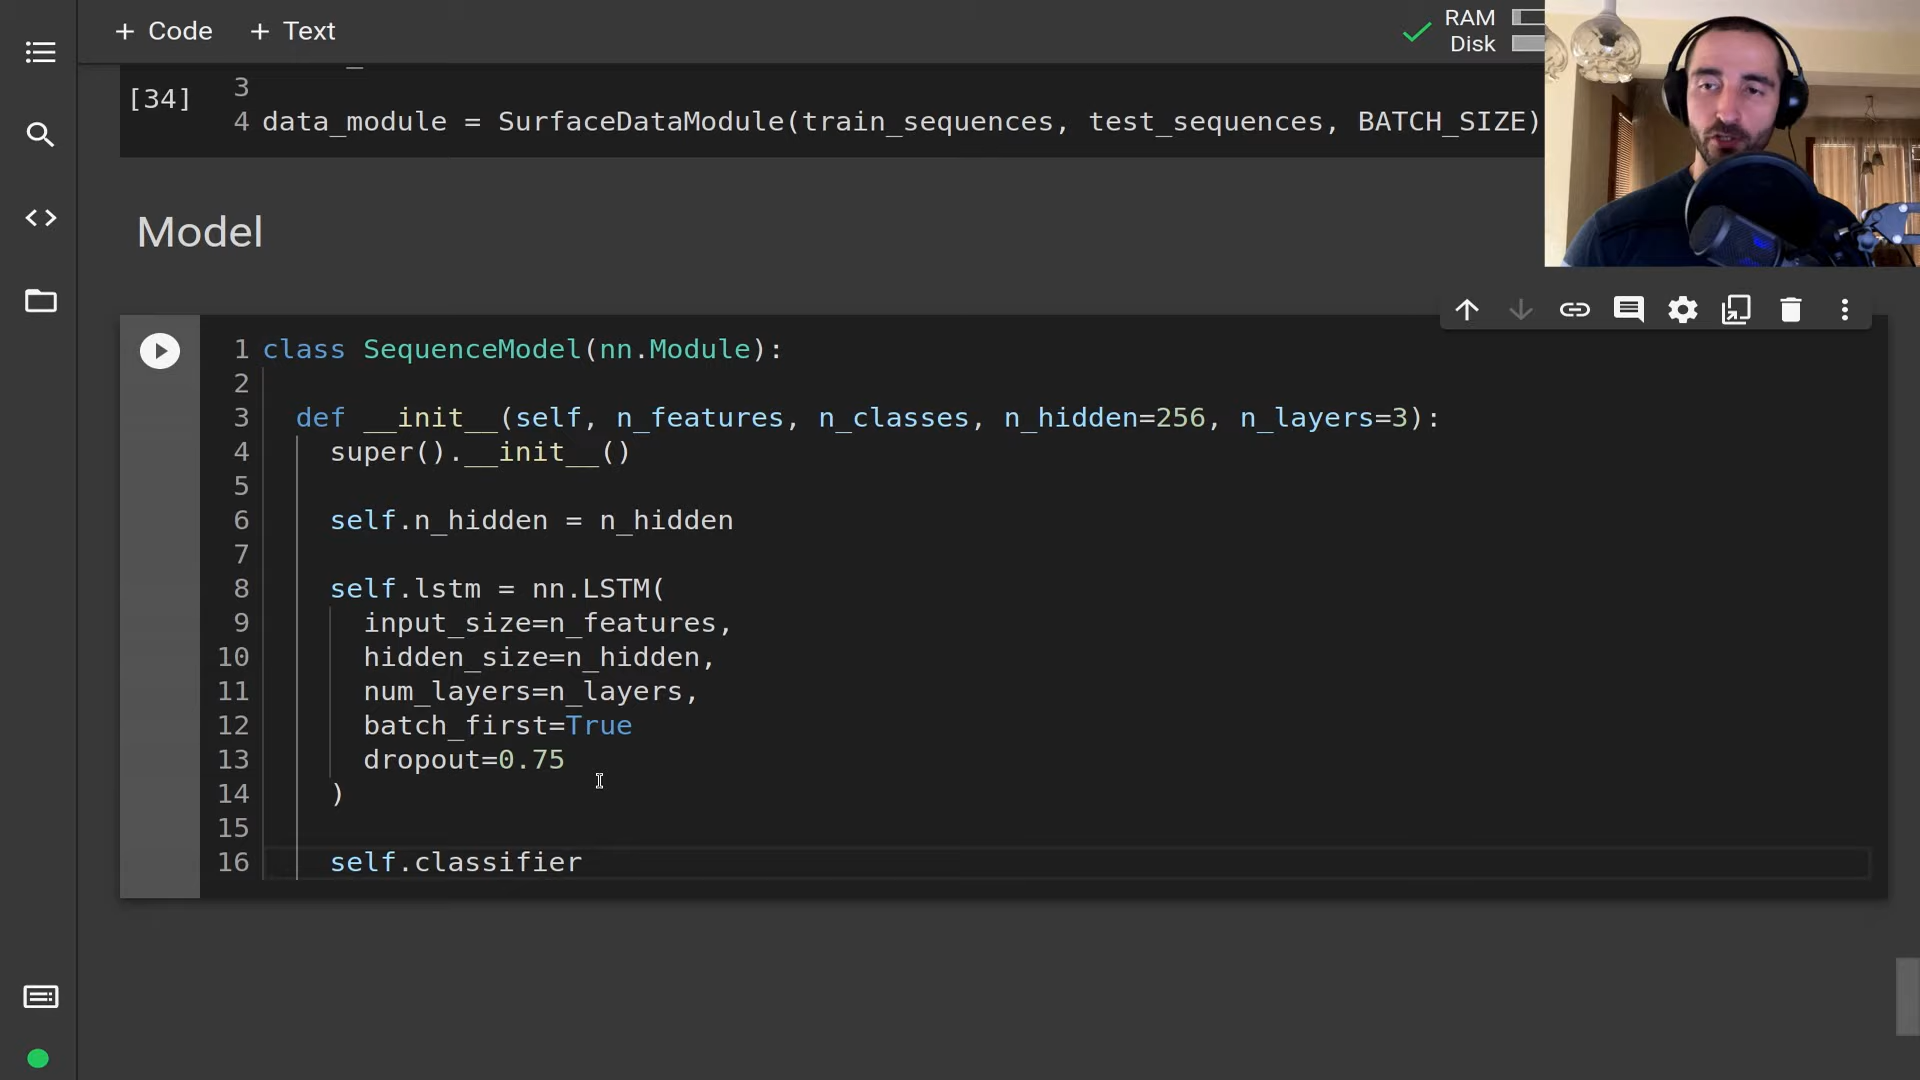 + Code + Text
RAM
Disk
[34]
3
4 data_module = SurfaceDataModule(train_sequences, test_sequences, BATCH_SIZE)
Model
1 class SequenceModel(nn.Module):
2
3 def __init__(self, n_features, n_classes, n_hidden=256, n_layers=3):
4 super().__init__()
5
6 self.n_hidden = n_hidden
7
8 self.lstm = nn.LSTM(
9 input_size=n_features,
10 hidden_size=n_hidden,
11 num_layers=n_layers,
12 batch_first=True
13 dropout=0.75
14 )
15
16 self.classifier